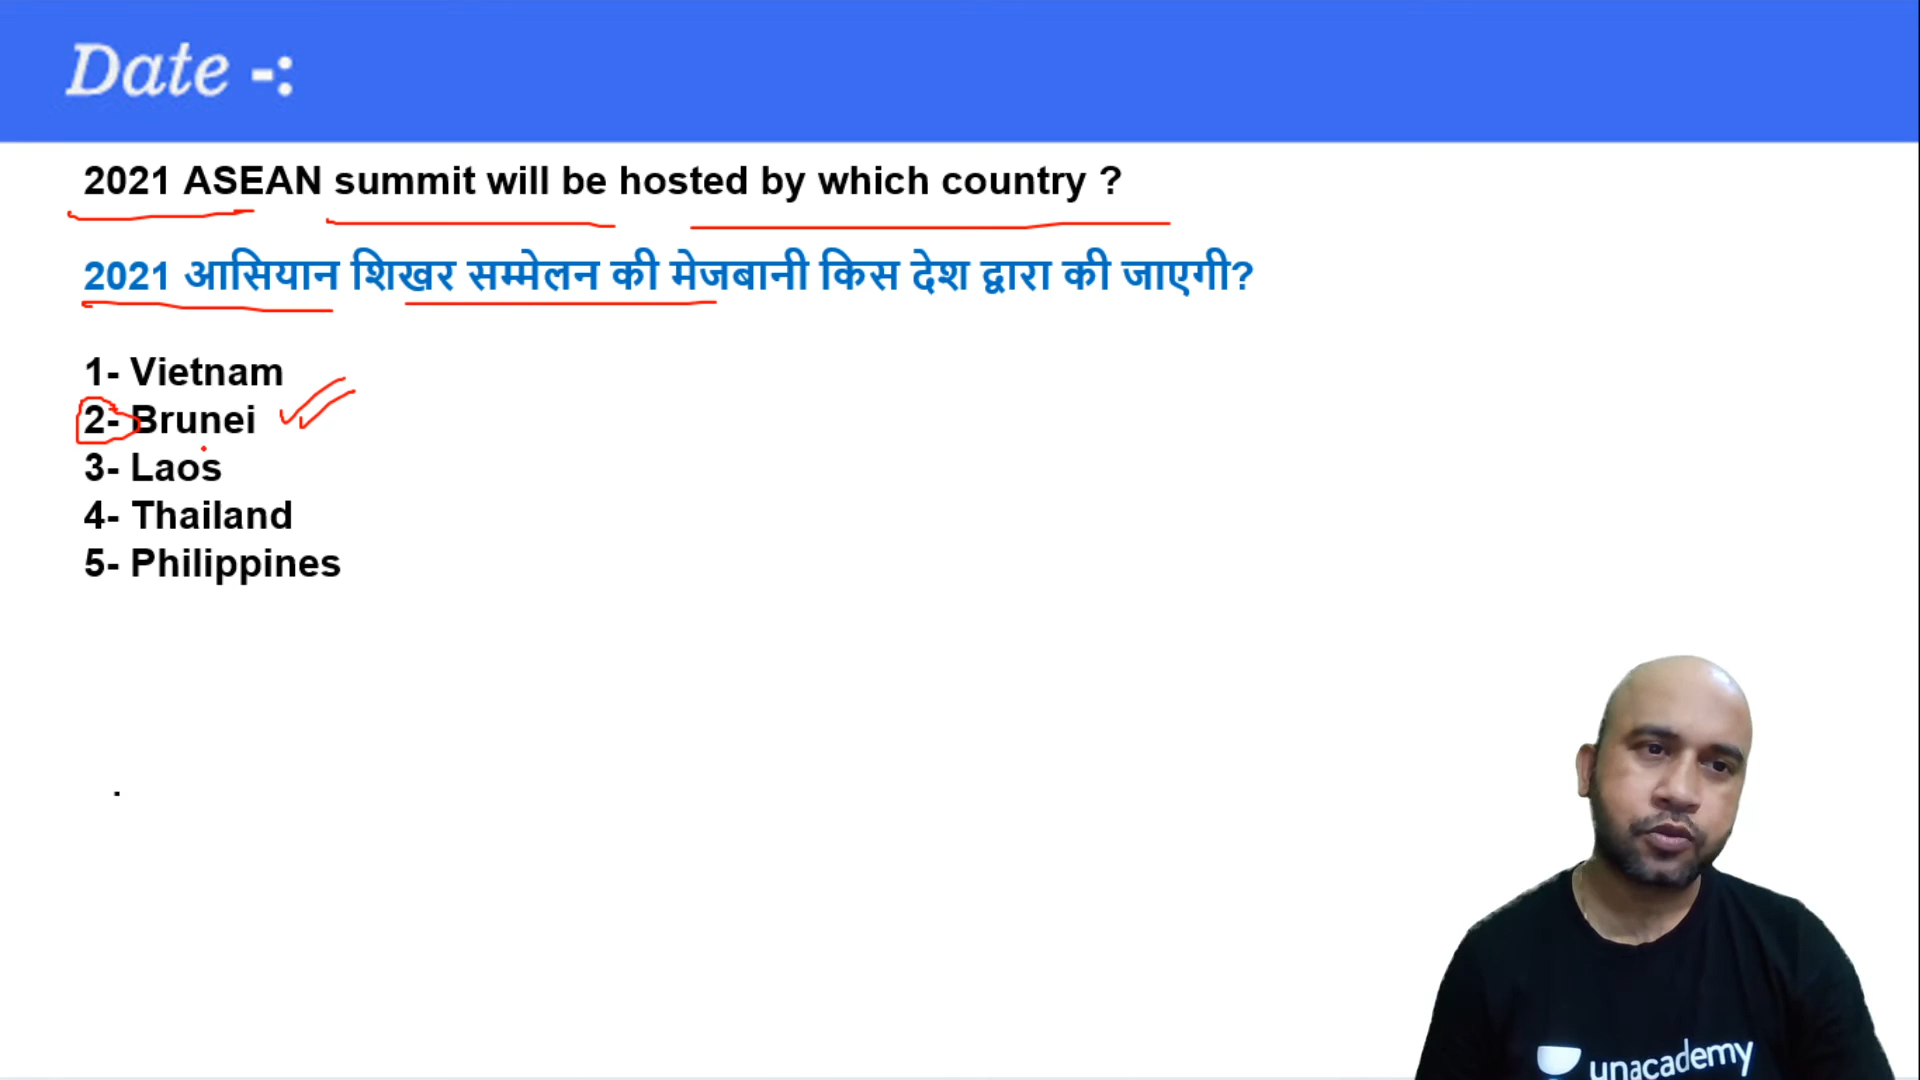 Date -:
2021 ASEAN summit will be hosted by which country ?
2021 आसियान शिखर सम्मेलन की मेजबानी किस देश द्वारा की जाएगी?
1- Vietnam
2- Brunei
3- Laos
4- Thailand
5- Philippines
.
unacademy